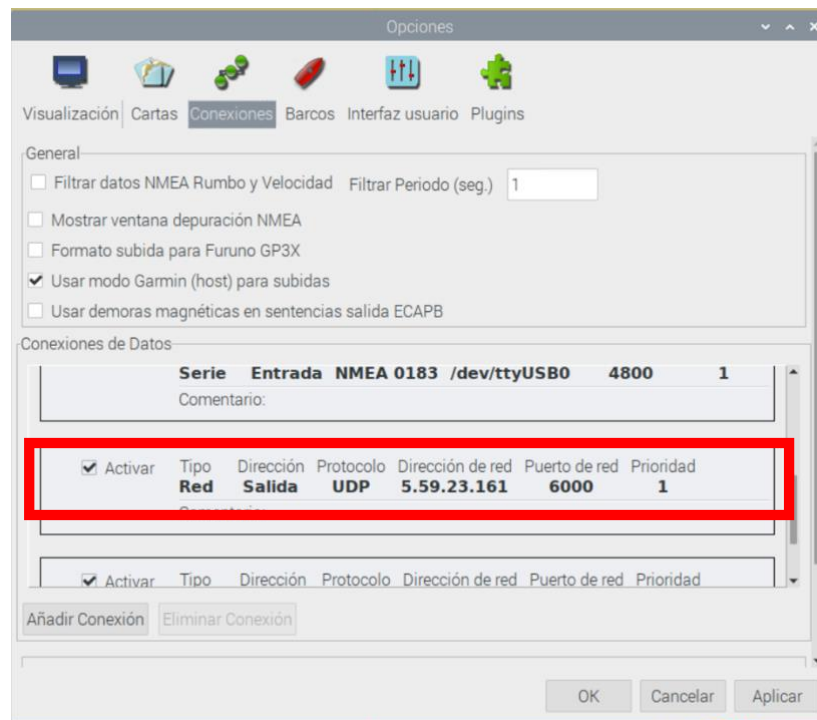 Opciones
Visualización Cartas Conexiones Barcos Interfaz usuario Plugins
General
Filtrar datos NMEA Rumbo y Velocidad Filtrar Periodo (seg.) 1
Mostrar ventana depuración NMEA
Formato subida para Furuno GP3X
Usar modo Garmin (host) para subidas
Usar demoras magnéticas en sentencias salida ECAPB
Conexiones de Datos
Serie Entrada NMEA 0183 /dev/ttyUSB0 4800 1
Comentario:
Activar Tipo Dirección Protocolo Dirección de red Puerto de red Prioridad
Red Salida UDP 5.59.23.161 6000 1
Activar Tipo Dirección Protocolo Dirección de red Puerto de red Prioridad
Añadir Conexión Eliminar Conexión
OK Cancelar Aplicar